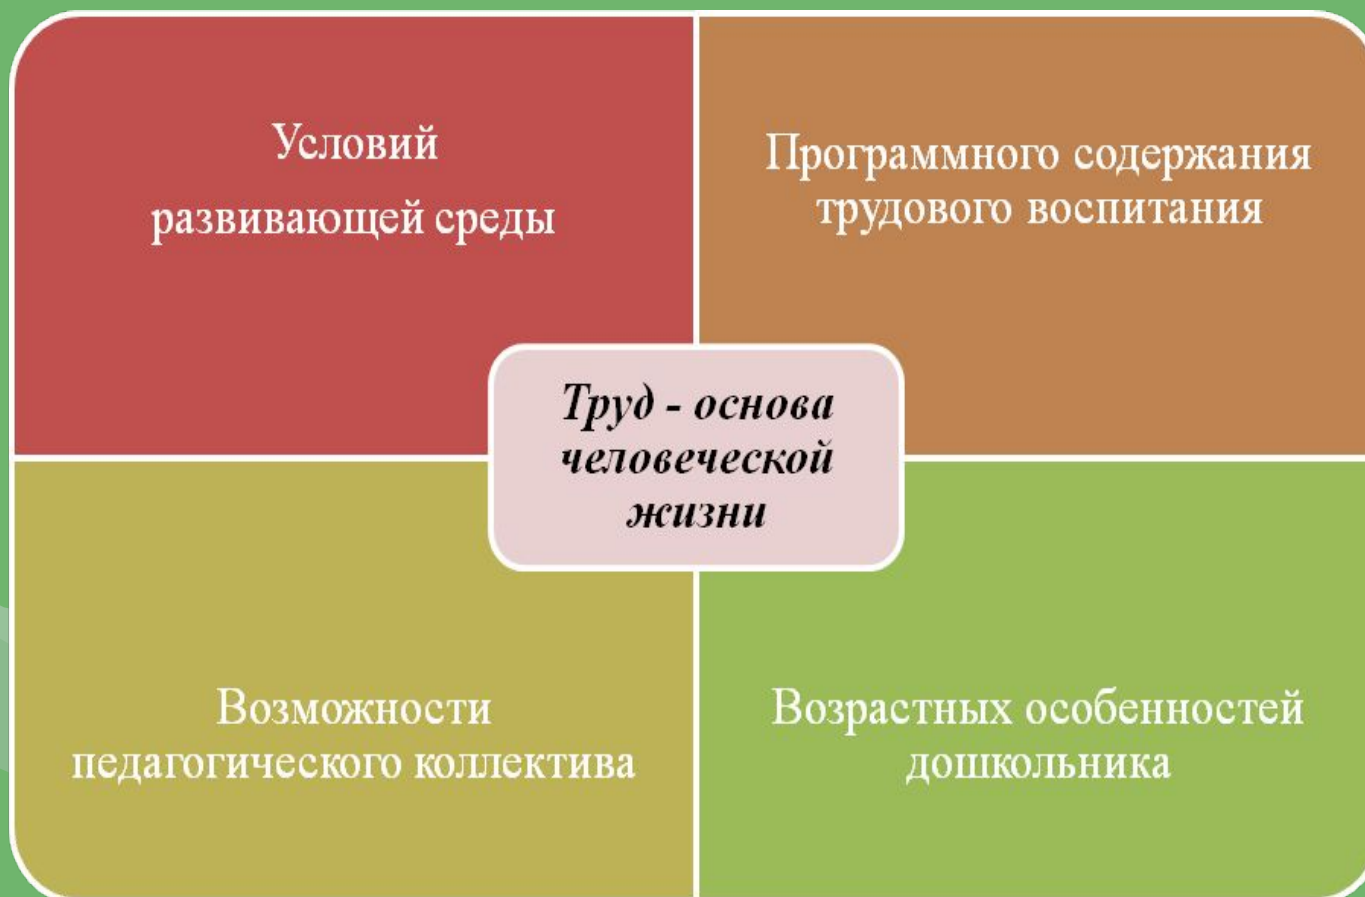 Условий
развивающей среды
Программного содержания
трудового воспитания
Труд - основа
человеческой
жизни
Возможности
педагогического коллектива
Возрастных особенностей
дошкольника